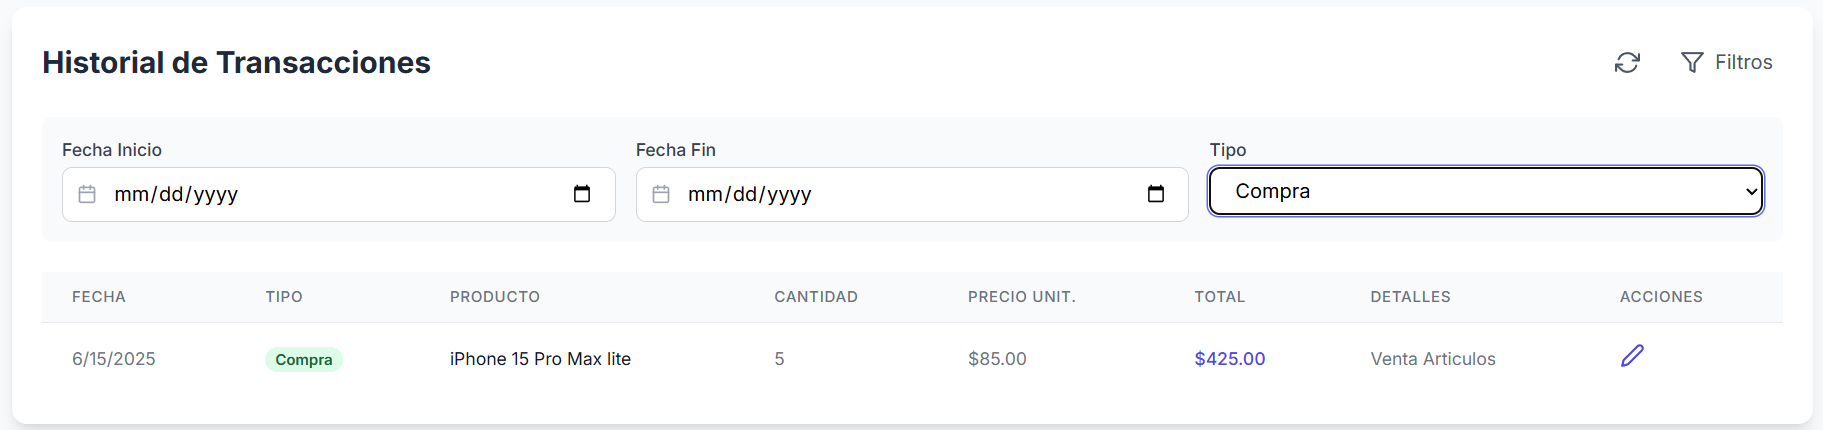 Historial de Transacciones
Filtros
Fecha Inicio
Fecha Fin
Tipo
mm/dd/yyyy
mm/dd/yyyy
Compra
FECHA TIPO PRODUCTO CANTIDAD PRECIO UNIT. TOTAL DETALLES ACCIONES
6/15/2025 Compra iPhone 15 Pro Max lite 5 $85.00 $425.00 Venta Articulos